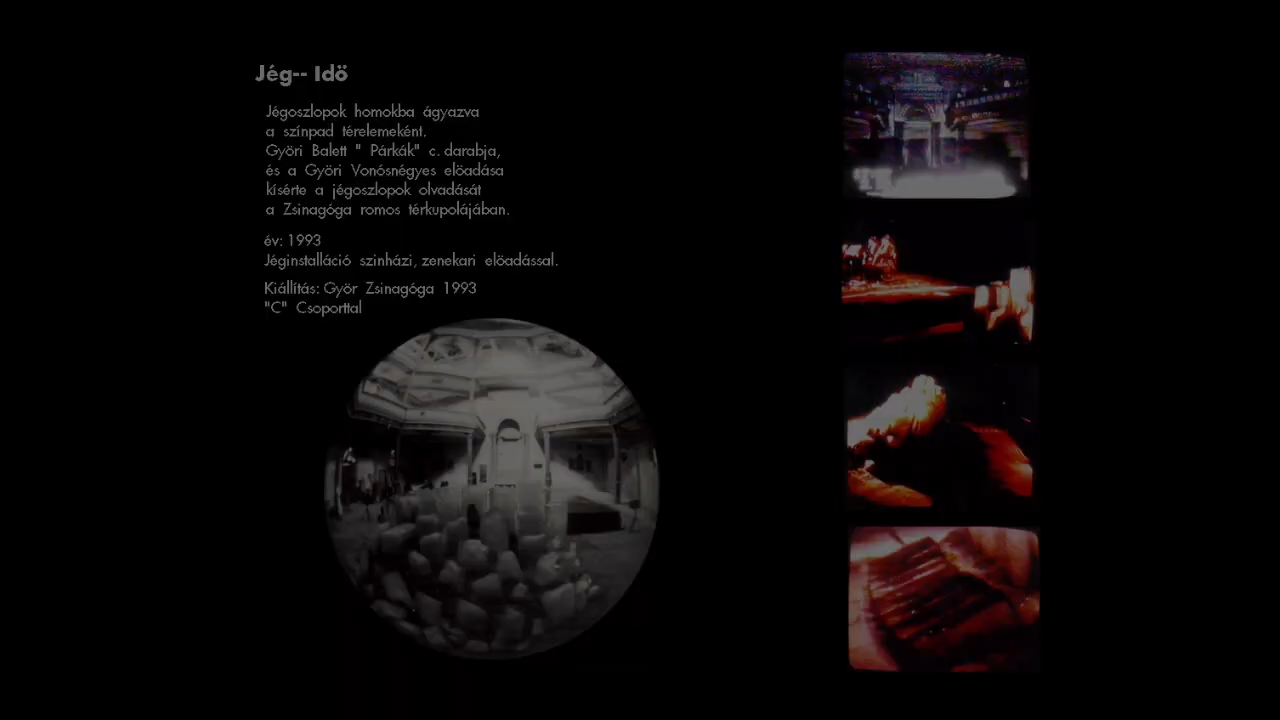 Jég-- Idö
Jégoszlopok homokba ágyazva
a színpad térelemeként.
Györi Balett " Párkák" c. darabja,
és a Györi Vonósnégyes elöadása
kísérte a jégoszlopok olvadását
a Zsinagóga romos térkupolájában.
év: 1993
Jéginstalláció szinházi, zenekari elöadással.
Kiállítás: Györ Zsinagóga 1993
"C" Csoporttal